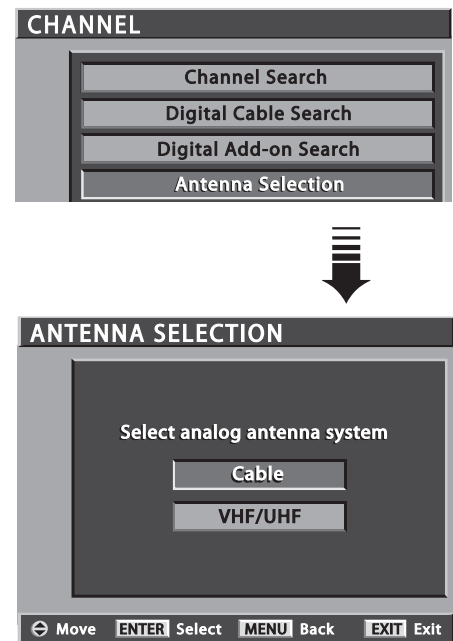 CHANNEL
Channel Search
Digital Cable Search
Digital Add-on Search
Antenna Selection
ANTENNA SELECTION
Select analog antenna system
Cable
VHF/UHF
Move ENTER Select MENU Back EXIT Exit